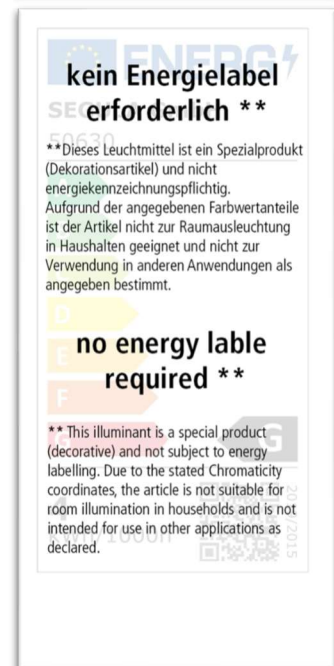 ENERG
kein Energielabel
erforderlich **
50630
**Dieses Leuchtmittel ist ein Spezialprodukt
(Dekorationsartikel) und nicht
energiekennzeichnungspflichtig.
Aufgrund der angegebenen Farbwertanteile
ist der Artikel nicht zur Raumausleuchtung
in Haushalten geeignet und nicht zur
Verwendung in anderen Anwendungen als
angegeben bestimmt.
D
E
no energy lable
required **
F
G
** This illuminant is a special product
(decorative) and not subject to energy
labelling. Due to the stated Chromaticity
coordinates, the article is not suitable for
room illumination in households and is not
intended for use in other applications as
declared.
kWh/1000h